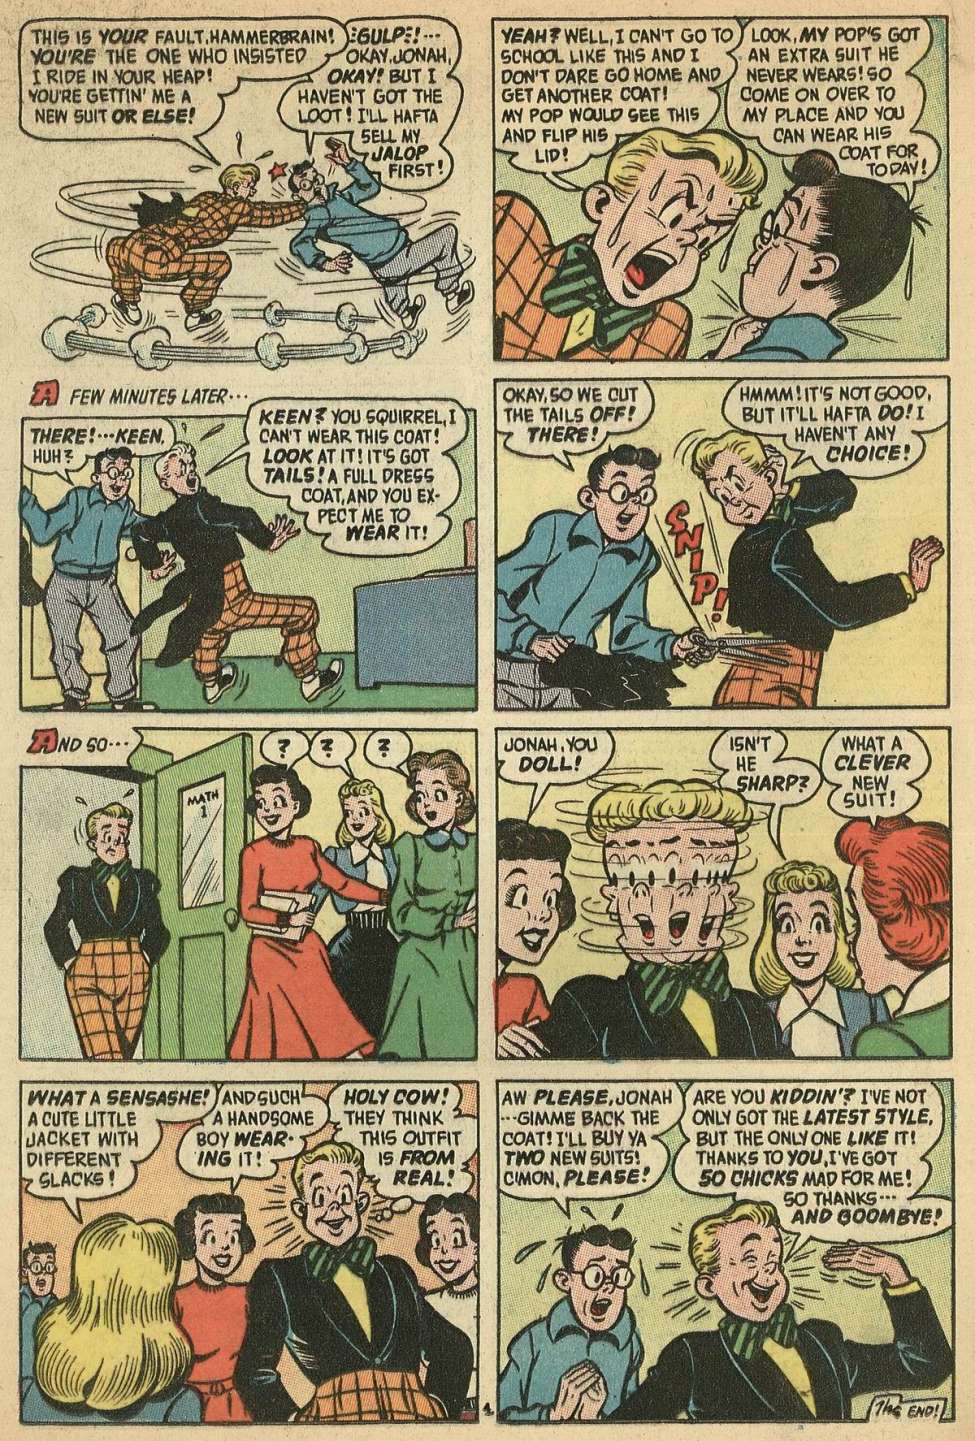 THIS IS YOUR FAULT, HAMMERBRAIN!
YOU'RE THE ONE WHO INSISTED
I RIDE IN YOUR HEAP!
YOU'RE GETTIN' ME A
NEW SUIT OR ELSE!
:GULP:!...
OKAY, JONAH,
OKAY! BUT I
HAVEN'T GOT THE
LOOT! I'LL HAFTA
SELL MY
JALOP
FIRST!
YEAH? WELL, I CAN'T GO TO
SCHOOL LIKE THIS AND I
DON'T DARE GO HOME AND
GET ANOTHER COAT!
MY POP WOULD SEE THIS
AND FLIP HIS
LID!
LOOK, MY POP'S GOT
AN EXTRA SUIT HE
NEVER WEARS! SO
COME ON OVER TO
MY PLACE AND YOU
CAN WEAR HIS
COAT FOR
TODAY!
A FEW MINUTES LATER...
THERE!...KEEN,
HUH?
KEEN? YOU SQUIRREL, I
CAN'T WEAR THIS COAT!
LOOK AT IT! IT'S GOT
TAILS! A FULL DRESS
COAT, AND YOU EX-
PECT ME TO
WEAR IT!
OKAY, SO WE CUT
THE TAILS OFF!
THERE!
HMMM! IT'S NOT GOOD,
BUT IT'LL HAFTA DO! I
HAVEN'T ANY
CHOICE!
SNIP!
AND SO...
MATH
1
?
?
?
JONAH, YOU
DOLL!
ISN'T
HE
SHARP?
WHAT A
CLEVER
NEW
SUIT!
WHAT A SENSASHE!
A CUTE LITTLE
JACKET WITH
DIFFERENT
SLACKS!
AND SUCH
A HANDSOME
BOY WEAR-
ING IT!
HOLY COW!
THEY THINK
THIS OUTFIT
IS FROM
REAL!
AW PLEASE, JONAH
...GIMME BACK THE
COAT! I'LL BUY YA
TWO NEW SUITS!
C'MON, PLEASE!
ARE YOU KIDDIN'? I'VE NOT
ONLY GOT THE LATEST STYLE,
BUT THE ONLY ONE LIKE IT!
THANKS TO YOU, I'VE GOT
50 CHICKS MAD FOR ME!
SO THANKS...
AND GOOMBYE!
4
The END!